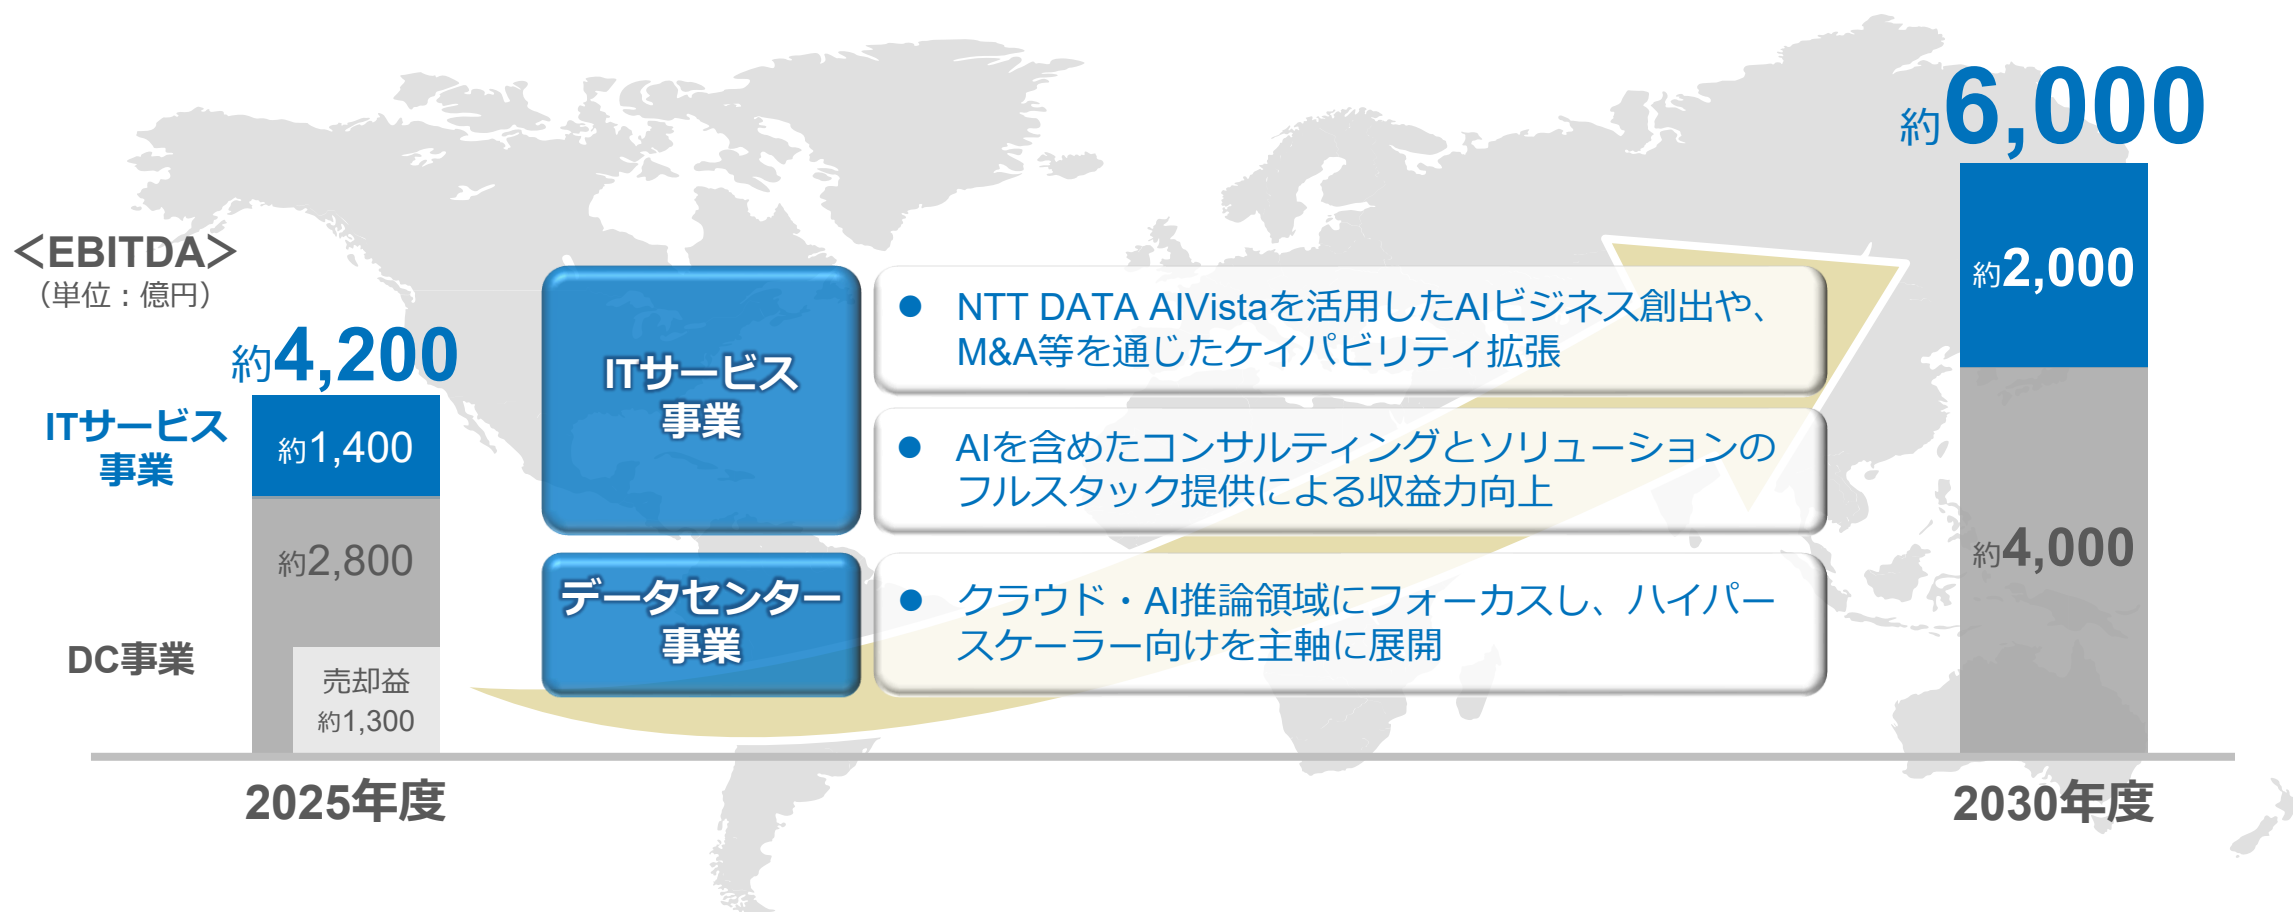 <EBITDA>
（単位：億円）
約4,200
ITサービス
事業
約1,400
約2,800
DC事業
売却益
約1,300
2025年度
ITサービス
事業
● NTT DATA AIVistaを活用したAIビジネス創出や、
M&A等を通じたケイパビリティ拡張
● AIを含めたコンサルティングとソリューションの
フルスタック提供による収益力向上
データセンター
事業
● クラウド・AI推論領域にフォーカスし、ハイパー
スケーラー向けを主軸に展開
約6,000
約2,000
約4,000
2030年度